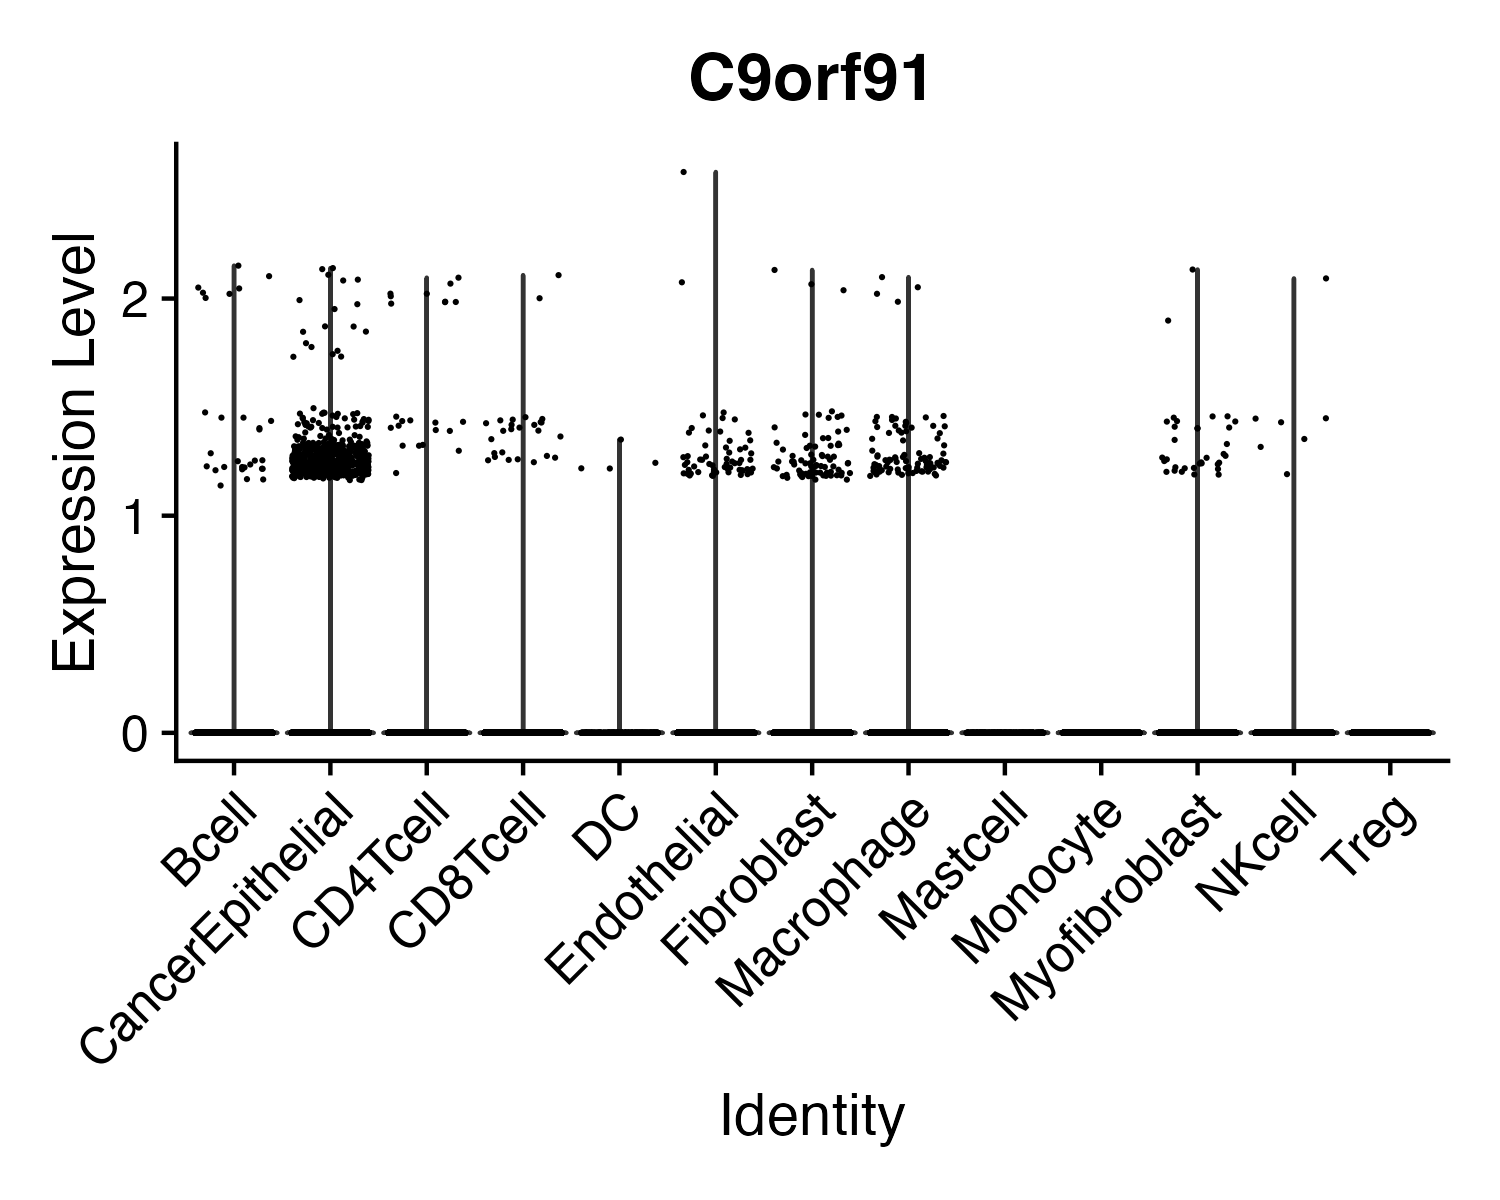 C9orf91
Expression Level
2
1
0
Bcell
CancerEpithelial
CD4Tcell
CD8Tcell
DC
Endothelial
Fibroblast
Macrophage
Mastcell
Monocyte
Myofibroblast
NKcell
Treg
Identity